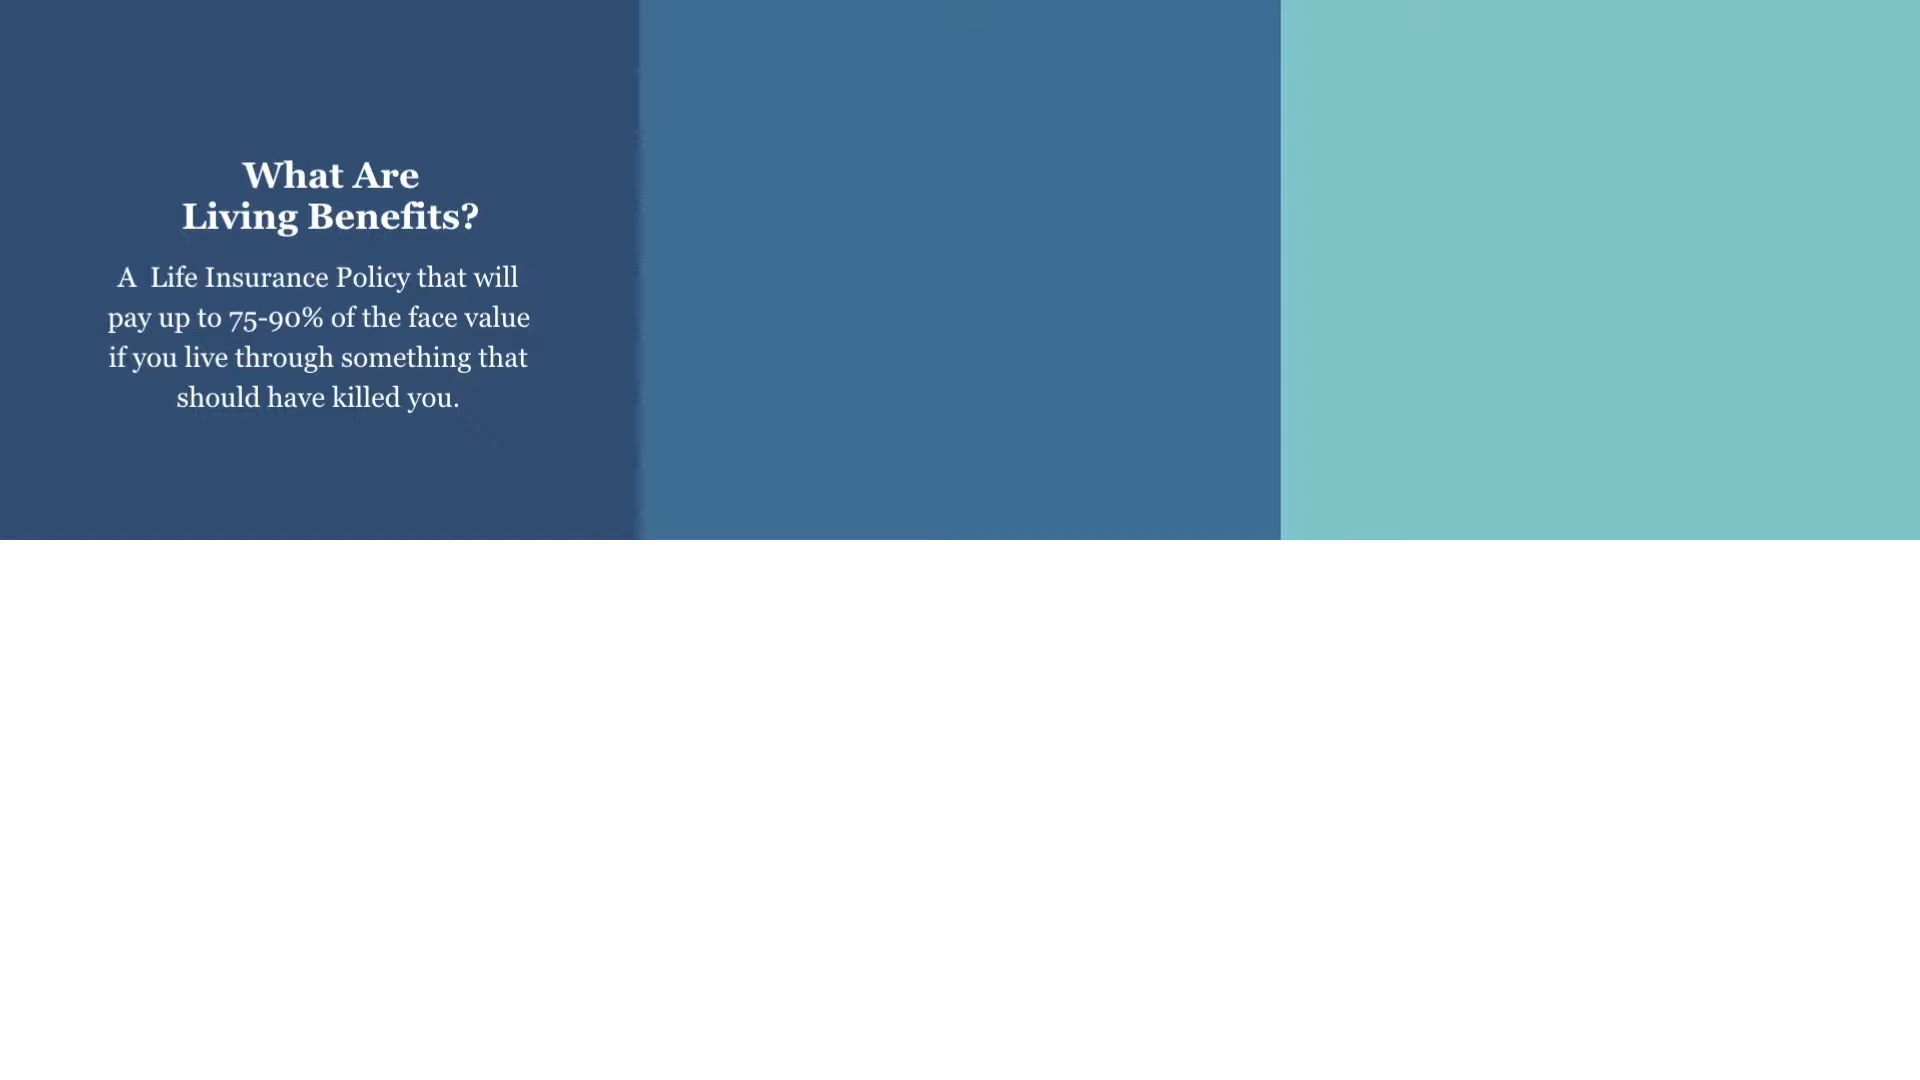 What Are
Living Benefits?
A  Life Insurance Policy that will
pay up to 75-90% of the face value
if you live through something that
should have killed you.